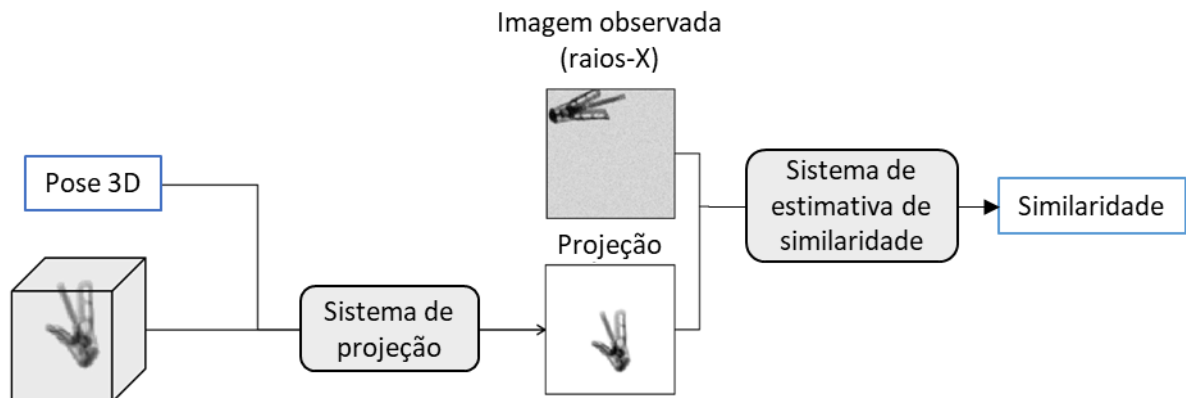 Imagem observada
(raios-X)
Pose 3D
Sistema de
estimativa de
similaridade
Similaridade
Projeção
Sistema de
projeção